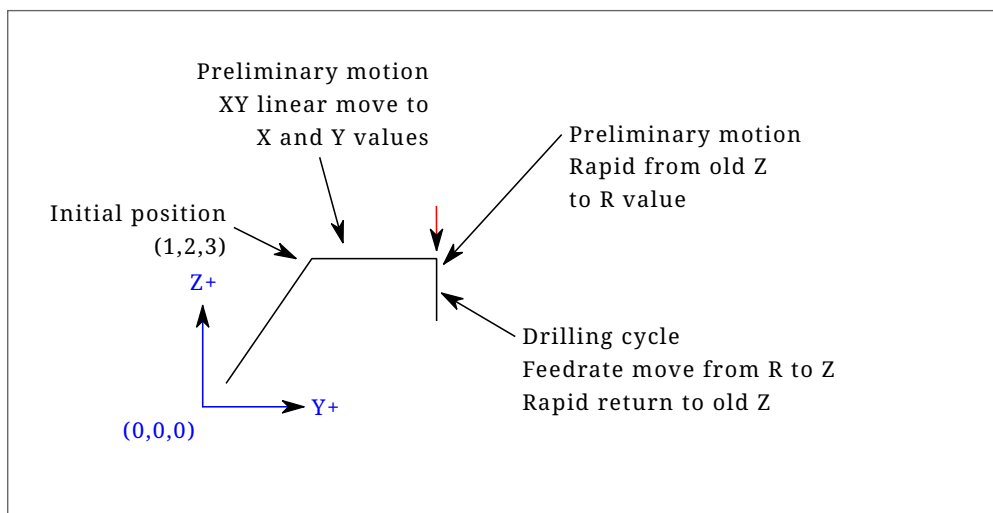 Preliminary motion
XY linear move to
X and Y values
Preliminary motion
Rapid from old Z
to R value
Initial position
(1,2,3)
Z+
Drilling cycle
Feedrate move from R to Z
Rapid return to old Z
Y+
(0,0,0)